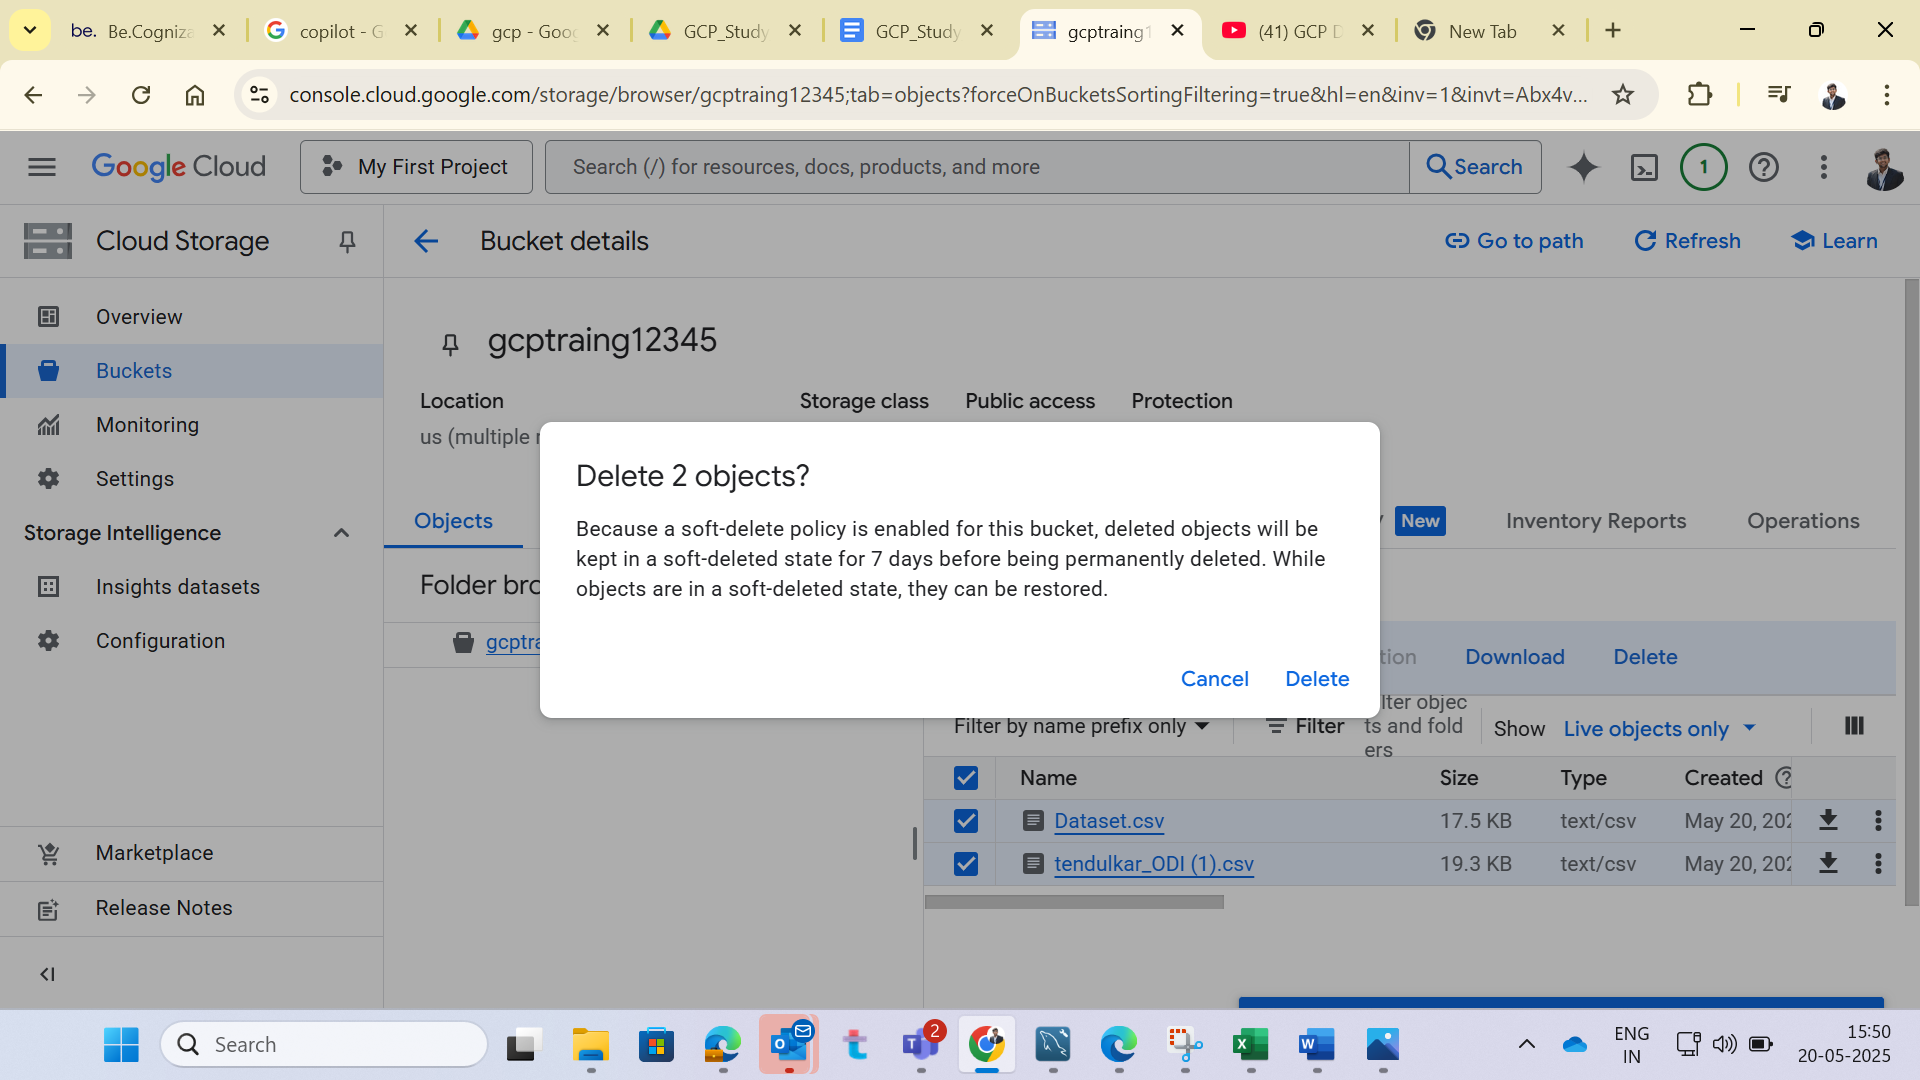 be. Be.Cogniza
copilot - G
gcp - Goog
GCP_Study
GCP_Study
gcptraing1
(41) GCP D
New Tab
console.cloud.google.com/storage/browser/gcptraing12345;tab=objects?forceOnBucketsSortingFiltering=true&hl=en&inv=1&invt=Abx4v...
Google Cloud
My First Project
Search (/) for resources, docs, products, and more
Search
1
Cloud Storage
Bucket details
Go to path
Refresh
Learn
Overview
Buckets
Monitoring
Settings
Storage Intelligence
Insights datasets
Configuration
Marketplace
Release Notes
gcptraing12345
Location
Storage class
Public access
Protection
us (multiple
Objects
New
Inventory Reports
Operations
Folder bro
gcptra
Delete 2 objects?
Because a soft-delete policy is enabled for this bucket, deleted objects will be
kept in a soft-deleted state for 7 days before being permanently deleted. While
objects are in a soft-deleted state, they can be restored.
Cancel
Delete
tion
Download
Delete
Filter by name prefix only
Filter
lter objec
ts and fold
ers
Show
Live objects only
Name
Size
Type
Created
Dataset.csv
17.5 KB
text/csv
May 20, 202
tendulkar_ODI (1).csv
19.3 KB
text/csv
May 20, 202
Search
2
ENG
IN
15:50
20-05-2025